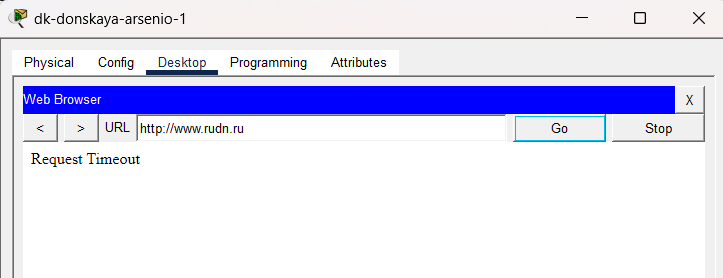 dk-donskaya-arsenio-1
Physical Config Desktop Programming Attributes
Web Browser X
< > URL http://www.rudn.ru Go Stop
Request Timeout